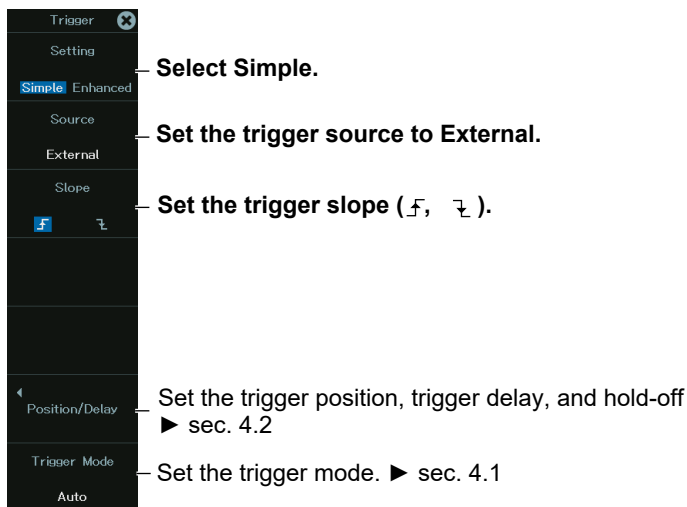 Trigger
Setting
Simple Enhanced
Select Simple.
Source
External
Set the trigger source to External.
Slope
Set the trigger slope ( , ).
Position/Delay
Set the trigger position, trigger delay, and hold-off
► sec. 4.2
Trigger Mode
Auto
Set the trigger mode. ► sec. 4.1